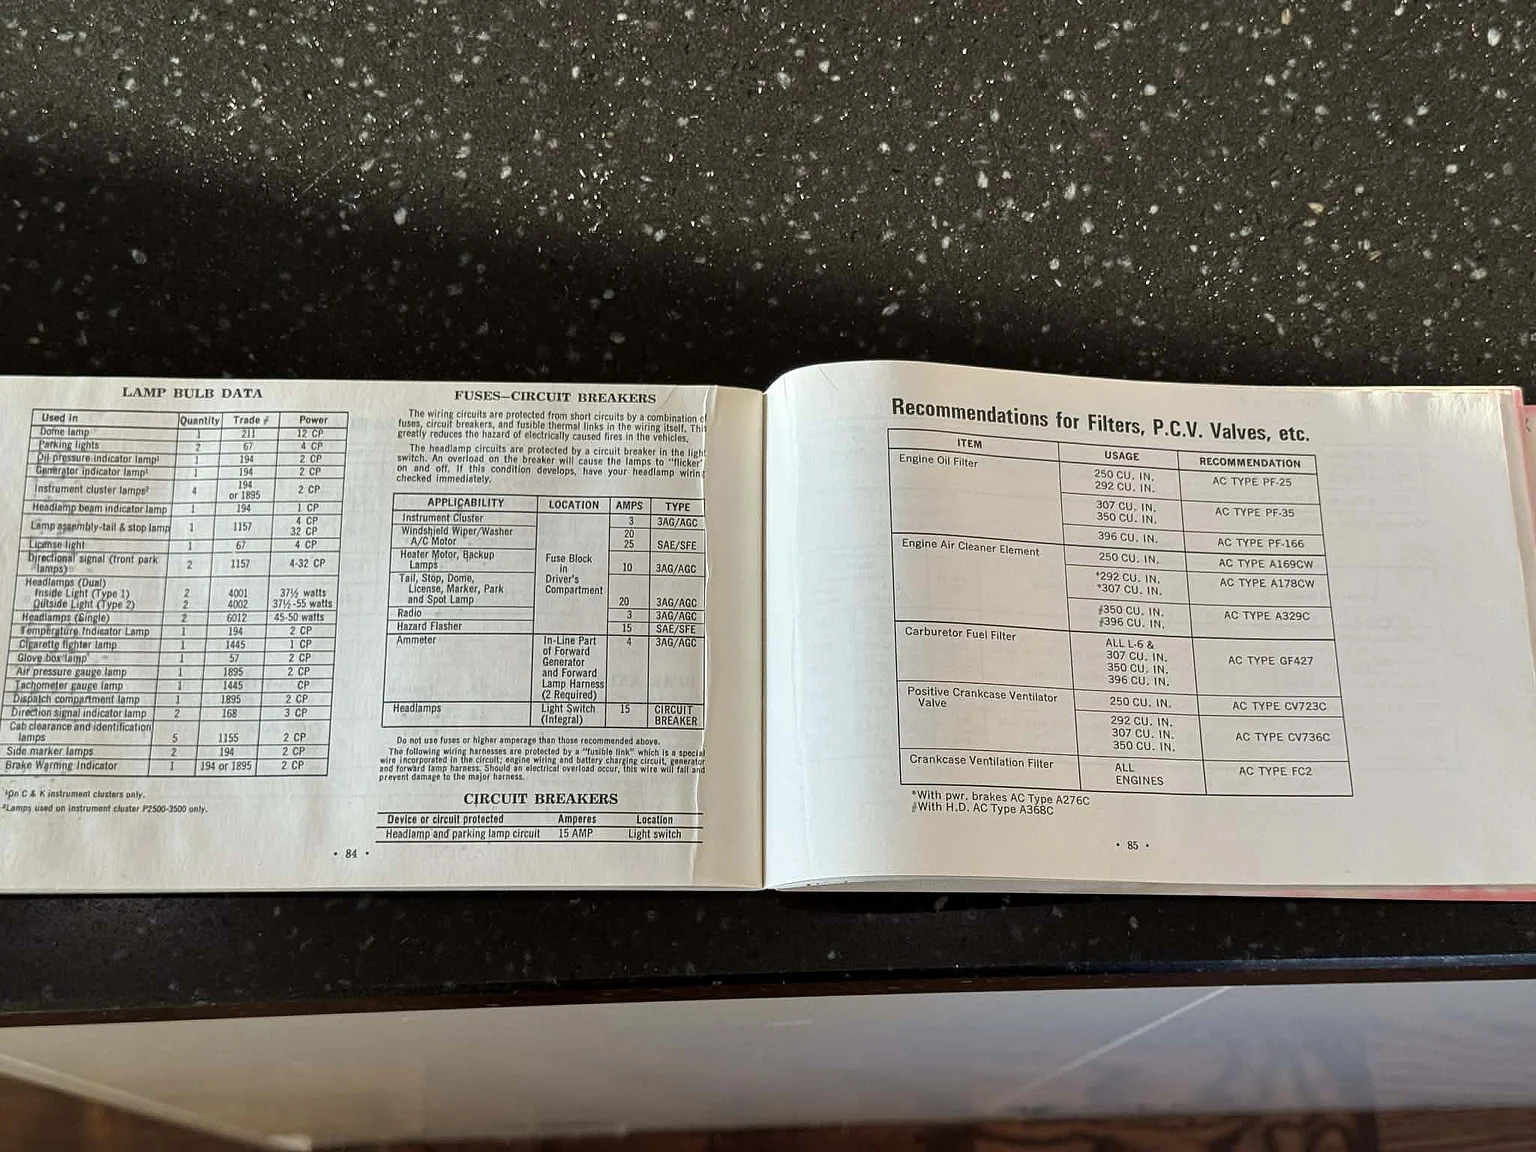 LAMP BULB DATA
Used in Quantity Trade # Power
Dome lamp 1 211 12 CP
Parking lights 2 67 4 CP
Oil pressure indicator lamp¹ 1 194 2 CP
Generator indicator lamp¹ 1 194 2 CP
Instrument cluster lamps² 4 194 or 1895 2 CP
Headlamp beam indicator lamp 1 194 1 CP
Lamp assembly-tail & stop lamp 1 1157 4 CP 32 CP
License light 1 67 4 CP
Directional signal (front park lamps) 2 1157 4-32 CP
Headlamps (Dual)
Inside Light (Type 1) 2 4001 37½ watts
Outside Light (Type 2) 2 4002 37½-55 watts
Headlamps (Single) 2 6012 45-50 watts
Temperature Indicator Lamp 1 194 2 CP
Cigarette lighter lamp 1 1445 1 CP
Glove box lamp 1 57 2 CP
Air pressure gauge lamp 1 1895 2 CP
Tachometer gauge lamp 1 1445 CP
Dispatch compartment lamp 1 1895 2 CP
Direction signal indicator lamp 2 168 3 CP
Cab clearance and identification
lamps 5 1155 2 CP
Side marker lamps 2 194 2 CP
Brake Warning Indicator 1 194 or 1895 2 CP
¹On C & K instrument clusters only.
²Lamps used on instrument cluster P2500-3500 only.
FUSES—CIRCUIT BREAKERS
The wiring circuits are protected from short circuits by a combination of
fuses, circuit breakers, and fusible thermal links in the wiring itself. This
greatly reduces the hazard of electrically caused fires in the vehicles.
The headlamp circuits are protected by a circuit breaker in the light
switch. An overload on the breaker will cause the lamps to "flicker"
on and off. If this condition develops, have your headlamp wiring
checked immediately.
APPLICABILITY LOCATION AMPS TYPE
Instrument Cluster 3 3AG/AGC
Windshield Wiper/Washer 20
A/C Motor 25 SAE/SFE
Heater Motor, Backup
Lamps 10 3AG/AGC
Fuse Block
in
Driver's
Compartment
Tail, Stop, Dome,
License, Marker, Park
and Spot Lamp 20 3AG/AGC
Radio 3 3AG/AGC
Hazard Flasher 15 SAE/SFE
Ammeter In-Line Part 4 3AG/AGC
of Forward
Generator
and Forward
Lamp Harness
(2 Required)
Headlamps Light Switch 15 CIRCUIT
(Integral) BREAKER
Do not use fuses or higher amperage than those recommended above.
The following wiring harnesses are protected by a "fusible link" which is a special
wire incorporated in the circuit; engine wiring and battery charging circuit, generator
and forward lamp harness. Should an electrical overload occur, this wire will fail and
prevent damage to the major harness.
CIRCUIT BREAKERS
Device or circuit protected Amperes Location
Headlamp and parking lamp circuit 15 AMP Light switch
• 84 •
Recommendations for Filters, P.C.V. Valves, etc.
ITEM USAGE RECOMMENDATION
Engine Oil Filter 250 CU. IN. AC TYPE PF-25
292 CU. IN.
307 CU. IN. AC TYPE PF-35
350 CU. IN.
396 CU. IN. AC TYPE PF-166
Engine Air Cleaner Element 250 CU. IN. AC TYPE A169CW
*292 CU. IN. AC TYPE A178CW
*307 CU. IN.
#350 CU. IN. AC TYPE A329C
#396 CU. IN.
Carburetor Fuel Filter ALL L-6 &
307 CU. IN. AC TYPE GF427
350 CU. IN.
396 CU. IN.
Positive Crankcase Ventilator 250 CU. IN. AC TYPE CV723C
Valve
292 CU. IN.
307 CU. IN. AC TYPE CV736C
350 CU. IN.
Crankcase Ventilation Filter ALL AC TYPE FC2
ENGINES
*With pwr. brakes AC Type A276C
#With H.D. AC Type A368C
• 85 •